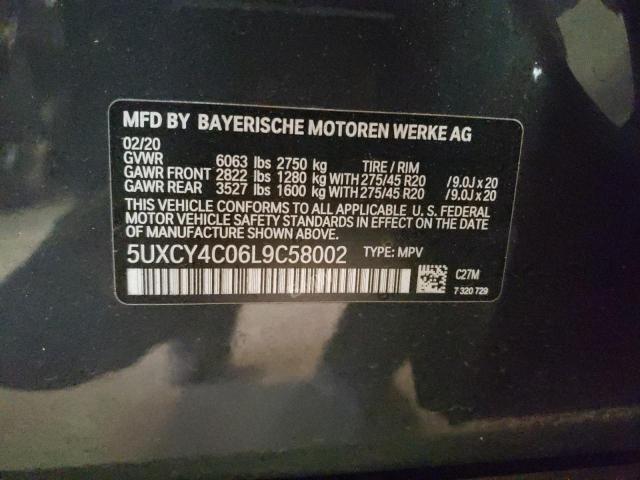 MFD BY BAYERISCHE MOTOREN WERKE AG
02/20
GVWR 6063 lbs 2750 kg TIRE / RIM
GAWR FRONT 2822 lbs 1280 kg WITH 275/45 R20 /9.0J x 20
GAWR REAR 3527 lbs 1600 kg WITH 275/45 R20 /9.0J x 20
THIS VEHICLE CONFORMS TO ALL APPLICABLE U. S. FEDERAL
MOTOR VEHICLE SAFETY STANDARDS IN EFFECT ON THE DATE
OF MANUFACTURE SHOWN ABOVE.
5UXCY4C06L9C58002 TYPE: MPV
C27M
7 320 729